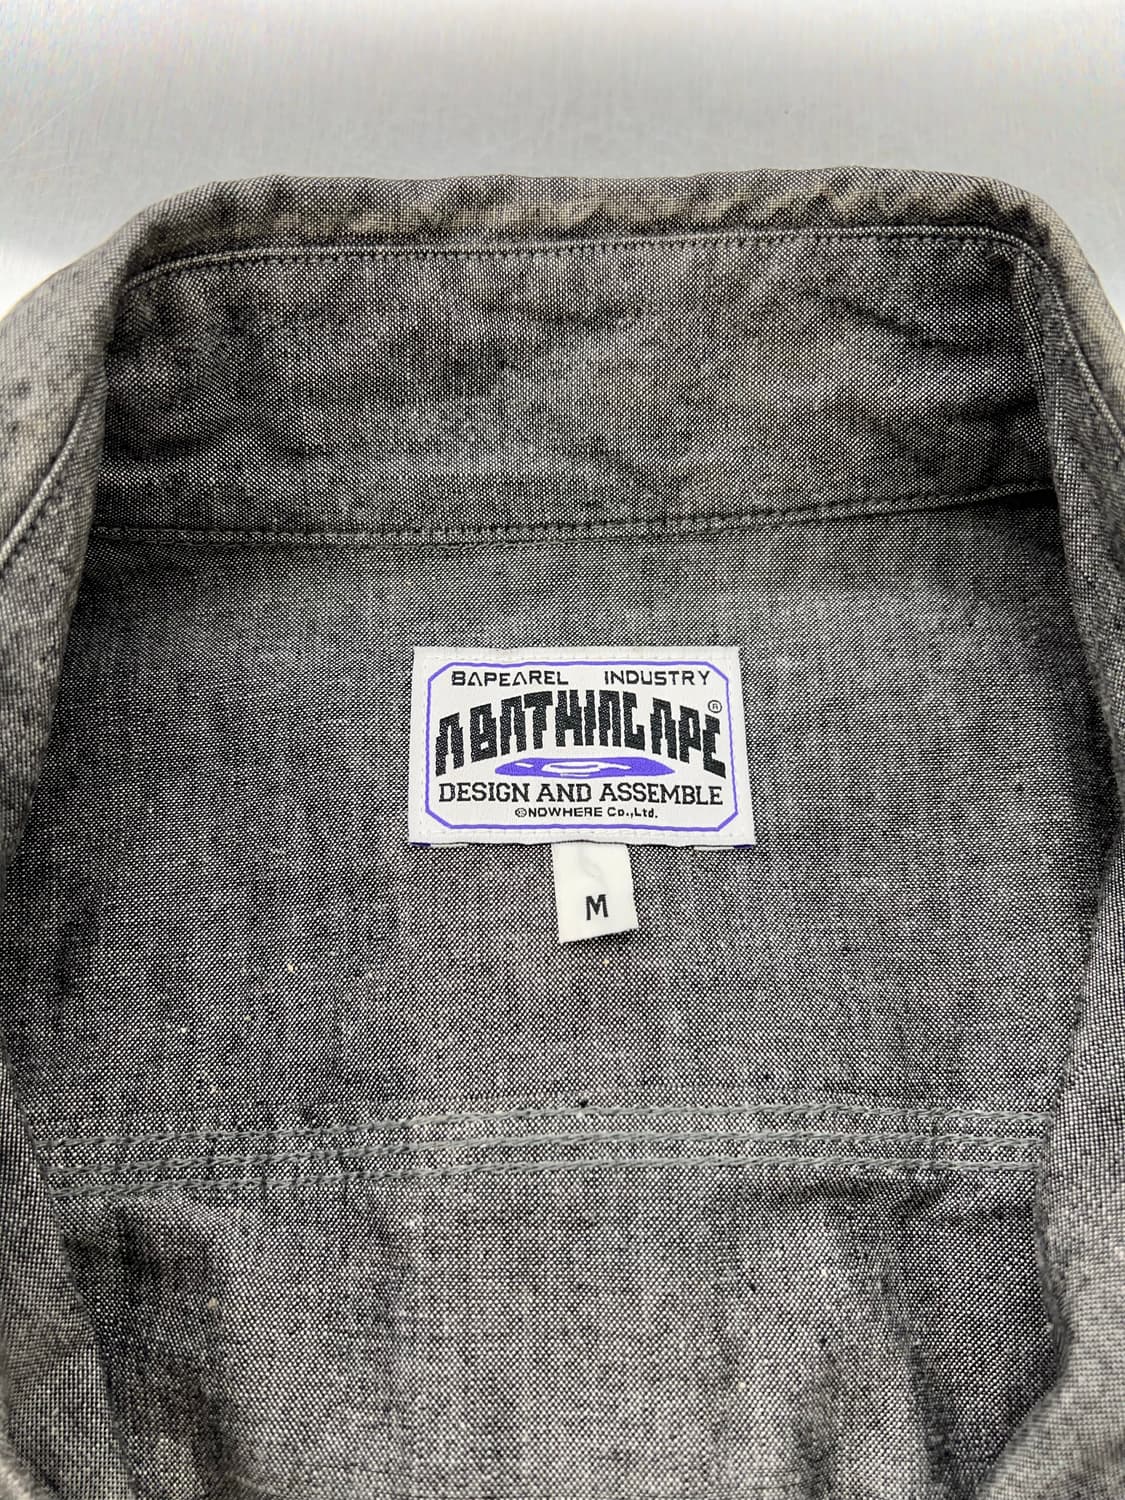 BAPEAREL INDUSTRY
A BATHING APE®
DESIGN AND ASSEMBLE
©NOWHERE Co.,Ltd.
M